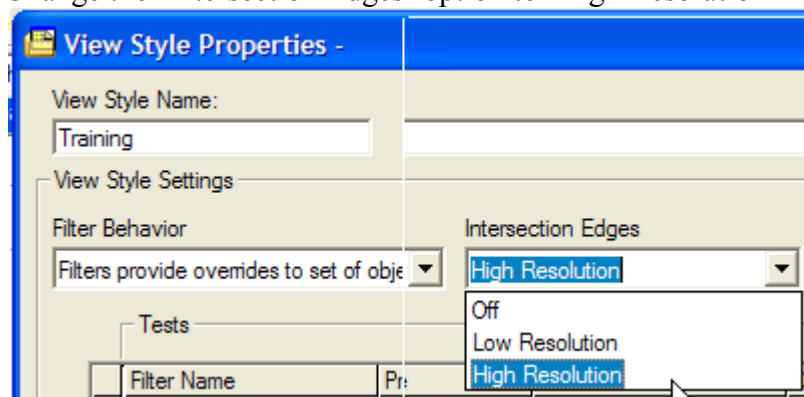 View Style Properties -
View Style Name:
Training
View Style Settings
Filter Behavior
Intersection Edges
Filters provide overrides to set of obje
High Resolution
Off
Tests
Low Resolution
Filter Name
High Resolution